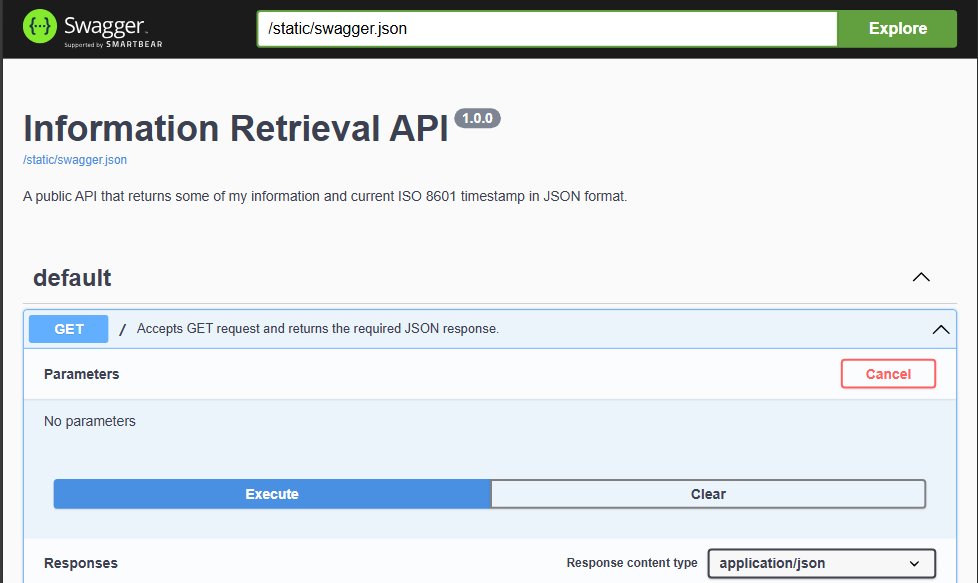 {···} Swagger™
Supported by SMARTBEAR
/static/swagger.json
Explore
Information Retrieval API 1.0.0
/static/swagger.json
A public API that returns some of my information and current ISO 8601 timestamp in JSON format.
default
GET / Accepts GET request and returns the required JSON response.
Parameters Cancel
No parameters
Execute Clear
Responses Response content type application/json